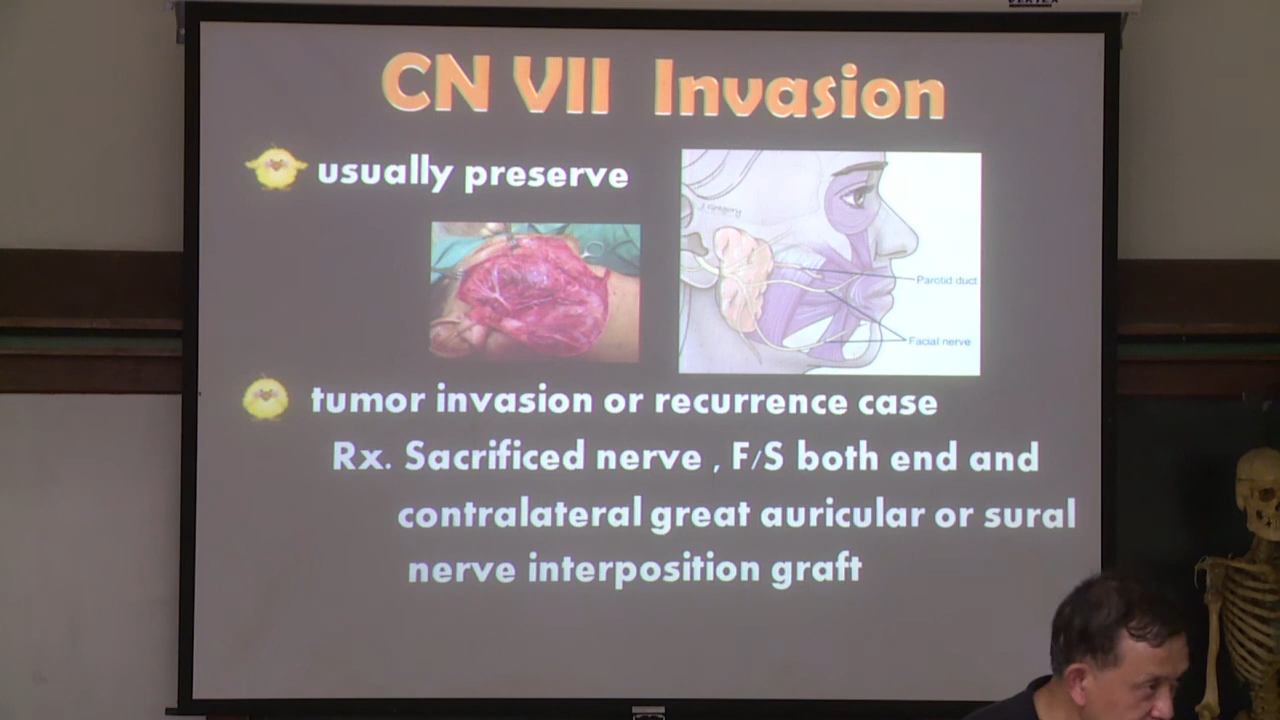 CN VII Invasion
usually preserve
Parotid duct
Facial nerve
tumor invasion or recurrence case
Rx. Sacrificed nerve , F/S both end and
contralateral great auricular or sural
nerve interposition graft